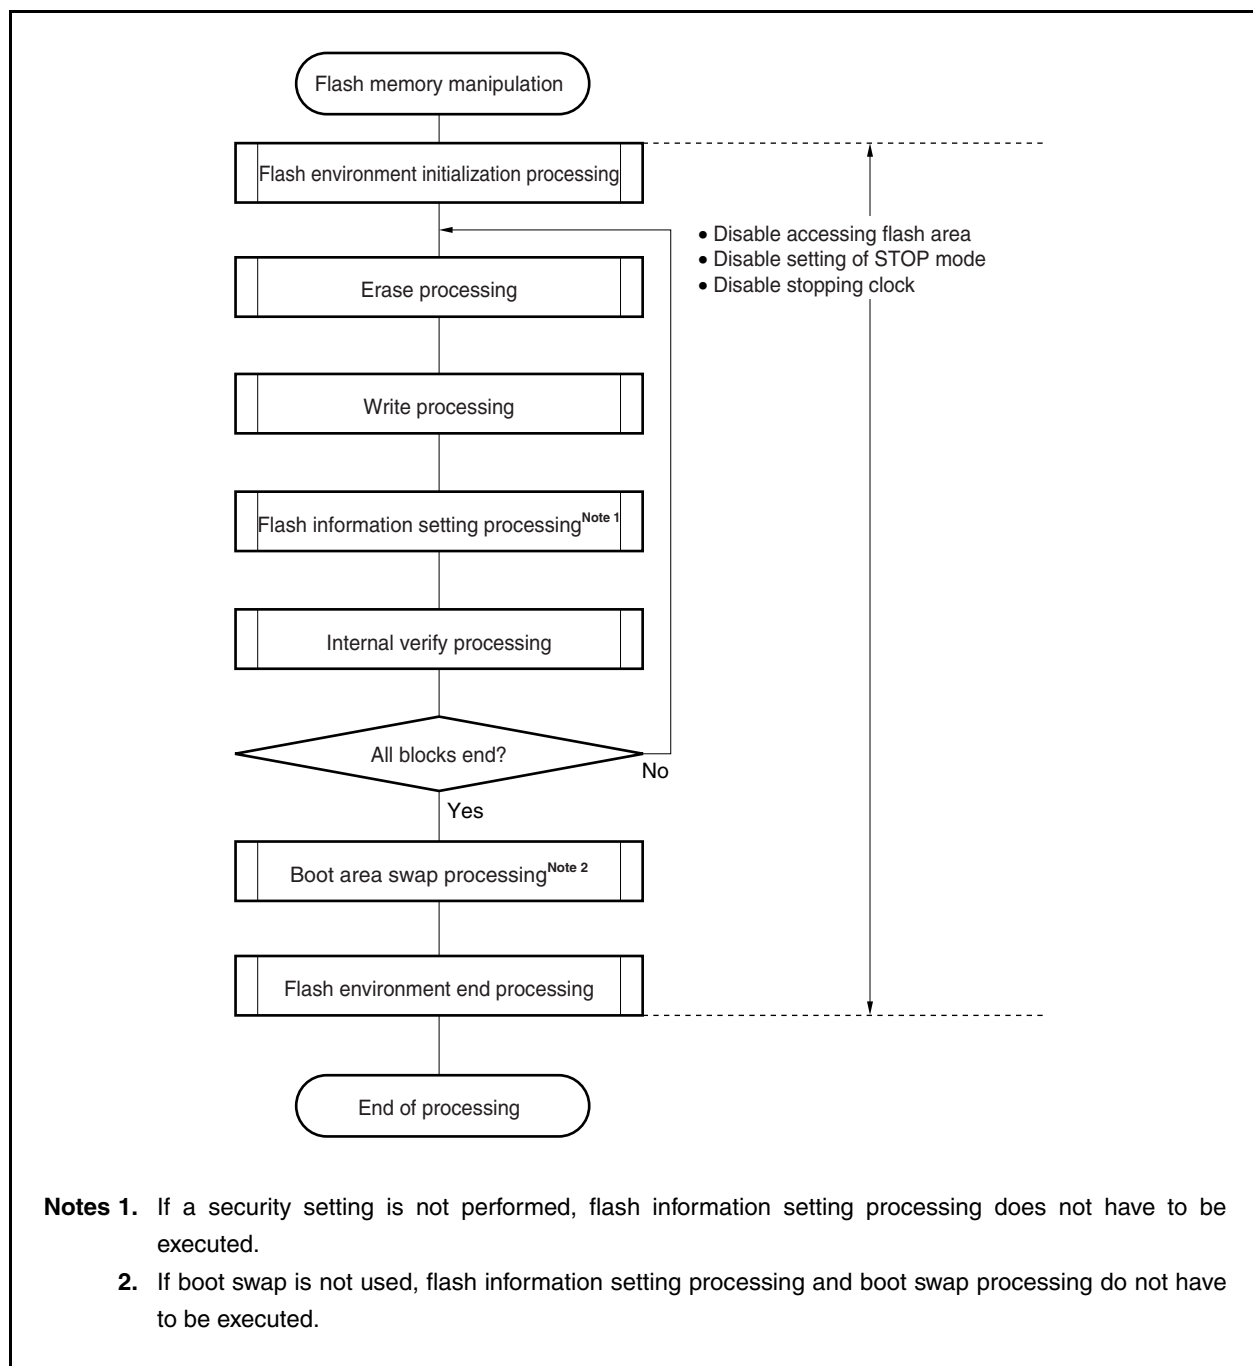 Flash memory manipulation
Flash environment initialization processing
• Disable accessing flash area
• Disable setting of STOP mode
• Disable stopping clock
Erase processing
Write processing
Flash information setting processingNote 1
Internal verify processing
All blocks end?
No
Yes
Boot area swap processingNote 2
Flash environment end processing
End of processing
Notes 1. If a security setting is not performed, flash information setting processing does not have to be
executed.
2. If boot swap is not used, flash information setting processing and boot swap processing do not have
to be executed.